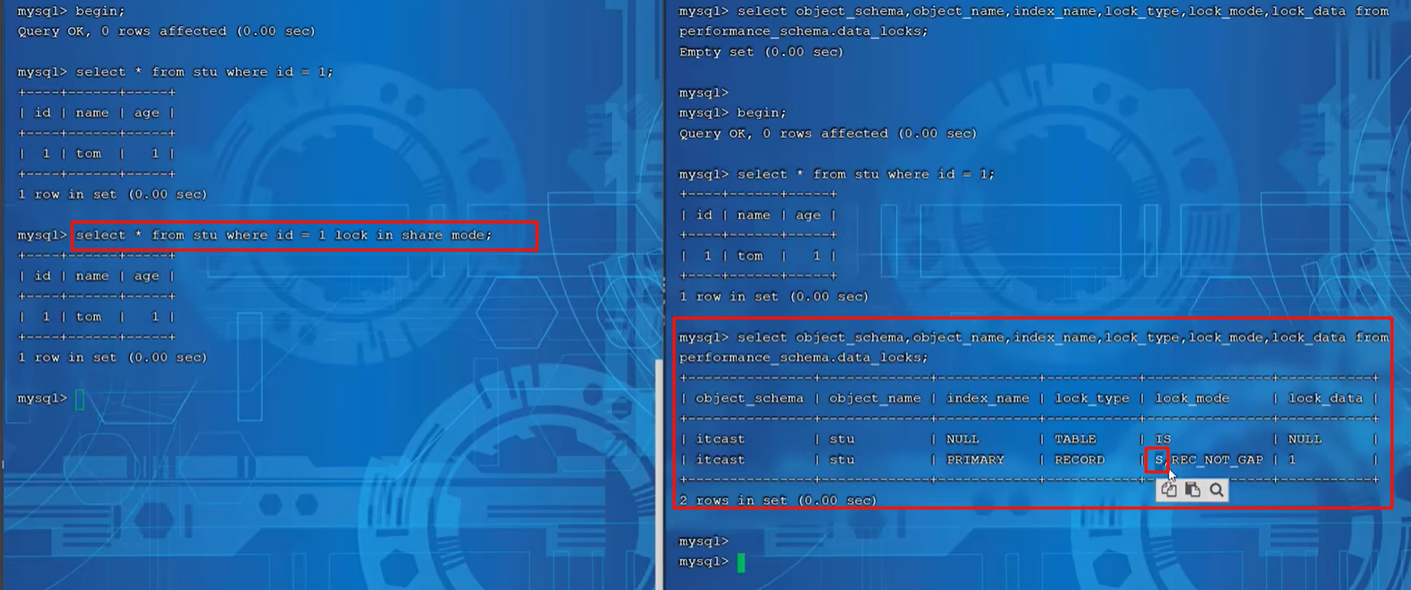 mysql> begin;
Query OK, 0 rows affected (0.00 sec)
mysql> select * from stu where id = 1;
+----+------+-----+
| id | name | age |
+----+------+-----+
|  1 | tom  |   1 |
+----+------+-----+
1 row in set (0.00 sec)
mysql> select * from stu where id = 1 lock in share mode;
+----+------+-----+
| id | name | age |
+----+------+-----+
|  1 | tom  |   1 |
+----+------+-----+
1 row in set (0.00 sec)
mysql>
mysql> select object_schema,object_name,index_name,lock_type,lock_mode,lock_data from
performance_schema.data_locks;
Empty set (0.00 sec)
mysql>
mysql> begin;
Query OK, 0 rows affected (0.00 sec)
mysql> select * from stu where id = 1;
+----+------+-----+
| id | name | age |
+----+------+-----+
|  1 | tom  |   1 |
+----+------+-----+
1 row in set (0.00 sec)
mysql> select object_schema,object_name,index_name,lock_type,lock_mode,lock_data from
performance_schema.data_locks;
+---------------+-------------+------------+-----------+---------------+-----------+
| object_schema | object_name | index_name | lock_type | lock_mode     | lock_data |
+---------------+-------------+------------+-----------+---------------+-----------+
| itcast        | stu         | NULL       | TABLE     | IS            | NULL      |
| itcast        | stu         | PRIMARY    | RECORD    | S,REC_NOT_GAP | 1         |
+---------------+-------------+------------+-----------+---------------+-----------+
2 rows in set (0.00 sec)
mysql>
mysql>